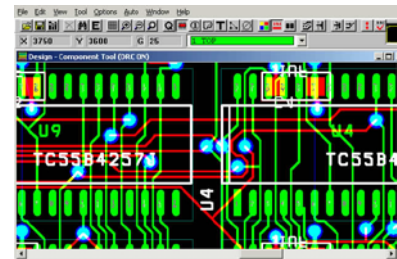 File Edit View Tool Options Auto Window Help
X 3750 Y 3600 G 25 1 TOP
Design - Component Tool (DRC ON)
U9 U4
TC55B4257J TC55B4
U4